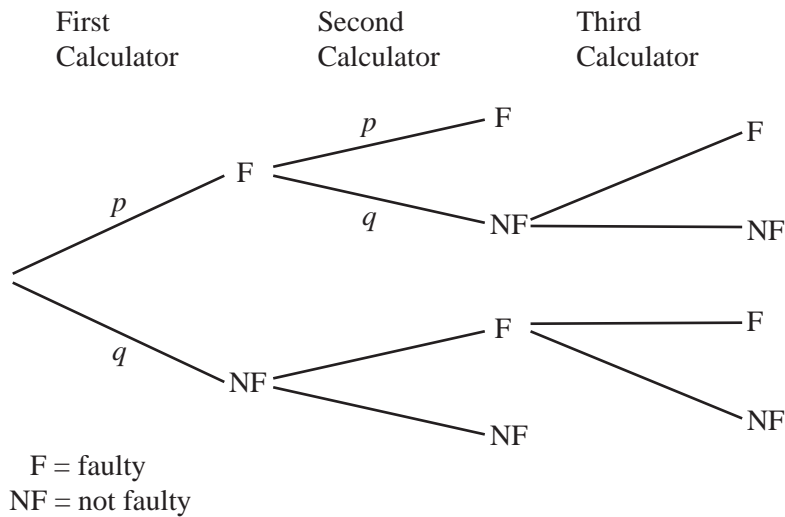 First
Calculator
Second
Calculator
Third
Calculator
p
F
q
NF
p
F
q
NF
F
NF
F
NF
F
NF
F = faulty
NF = not faulty